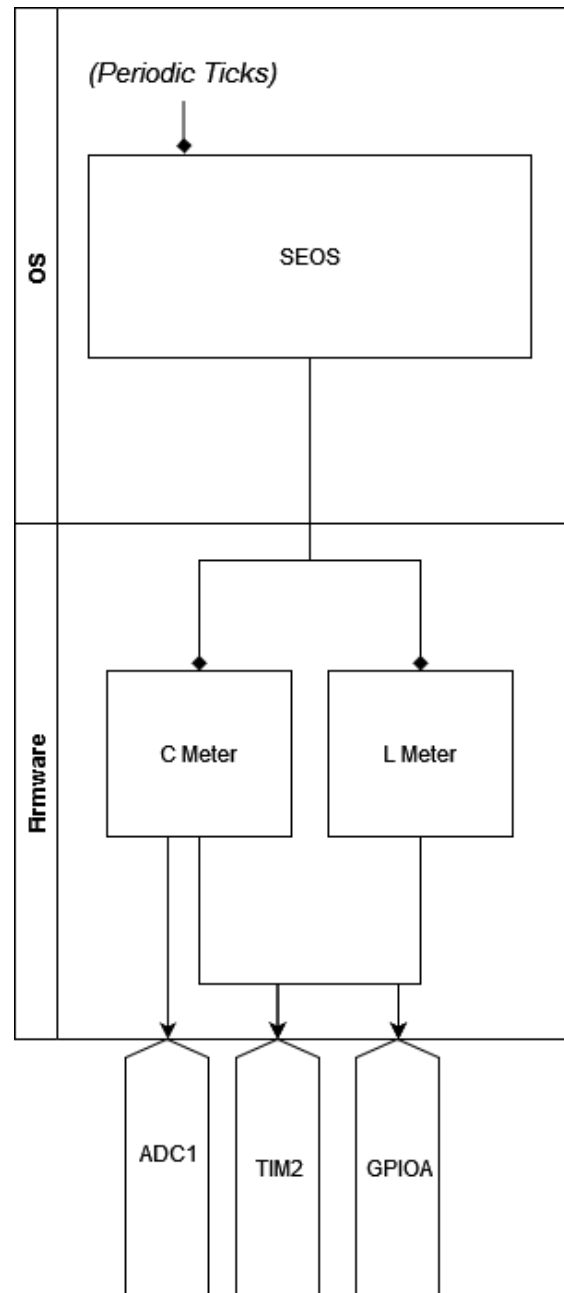 (Periodic Ticks)
OS
SEOS
Firmware
C Meter
L Meter
ADC1
TIM2
GPIOA